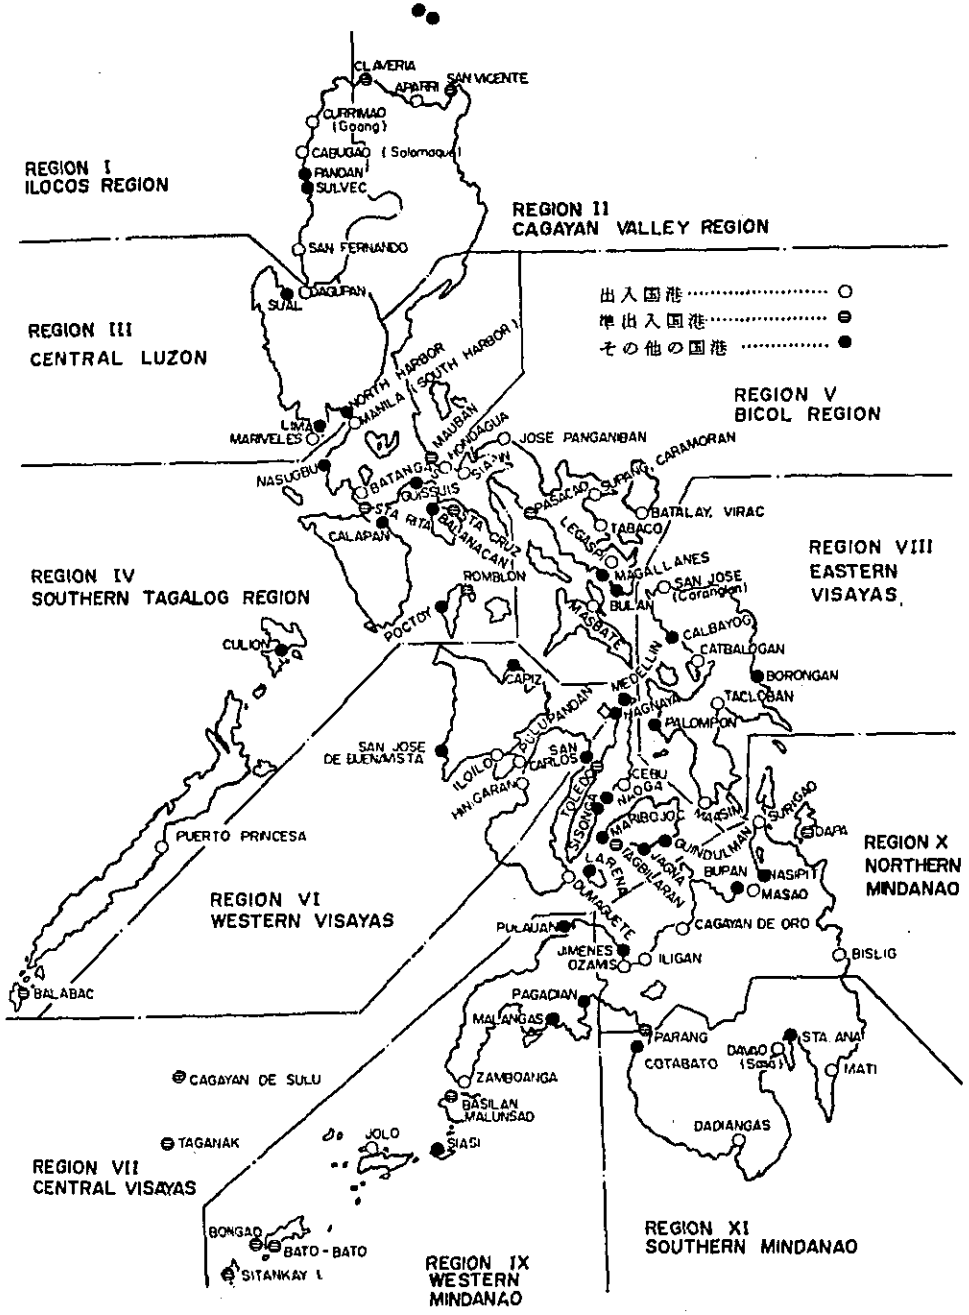 CLAVERIA
APARRI
SAN VICENTE
CURRIMAO
(Gaang)
CABUGAO (Salomague)
PANDAN
SULVEC
REGION I
ILOCOS REGION
REGION II
CAGAYAN VALLEY REGION
SAN FERNANDO
DAGUPAN
SUAL
出入国港 ○
準出入国港
その他の国港 ●
REGION III
CENTRAL LUZON
NORTH HARBOR
MANILA (SOUTH HARBOR)
LIMA
MARIVELES
REGION V
BICOL REGION
MAUBAN
HONDAGUA
JOSE PANGANIBAN
NASUGBU
BATANGAS
SIAIN
GUISSUIS
PASACAO
SUPANG, CARAMORAN
STA RITA
STA CRUZ
BALANACAN
CALAPAN
BATALAY, VIRAC
TABACO
LEGASPI
REGION VIII
EASTERN
VISAYAS
MAGALLANES
BULAN
SAN JOSE
(Carangian)
REGION IV
SOUTHERN TAGALOG REGION
ROMBLON
MASBATE
POCTOY
CALBAYOG
CATBALOGAN
CULION
CAPIZ
MEDELLIN
BORONGAN
TACLOBAN
HAGNAYA
PALOMPON
PULUPANDAN
SAN JOSE
DE BUENAVISTA
ILOILO
SAN
CARLOS
HINIGARAN
TOLEDO
CEBU
NAOGA
SISONGA
MAASIM
SURIGAO
MARIBOJOC
DAPA
PUERTO PRINCESA
GUINDULMAN
JAGNA
TAGBILARAN
REGION X
NORTHERN
MINDANAO
LARENA
BUPAN
NASIPIT
MASAO
DUMAGUETE
REGION VI
WESTERN VISAYAS
CAGAYAN DE ORO
PULAUAN
JIMENES
OZAMIS
ILIGAN
BISLIG
BALABAC
PAGADIAN
MALANGAS
PARANG
COTABATO
DAVAO
(Sasa)
STA. ANA
MATI
CAGAYAN DE SULU
ZAMBOANGA
BASILAN
MALUNSAD
TAGANAK
JOLO
SIASI
DADIANGAS
REGION VII
CENTRAL VISAYAS
BONGAO
BATO-BATO
SITANKAY I.
REGION IX
WESTERN
MINDANAO
REGION XI
SOUTHERN MINDANAO